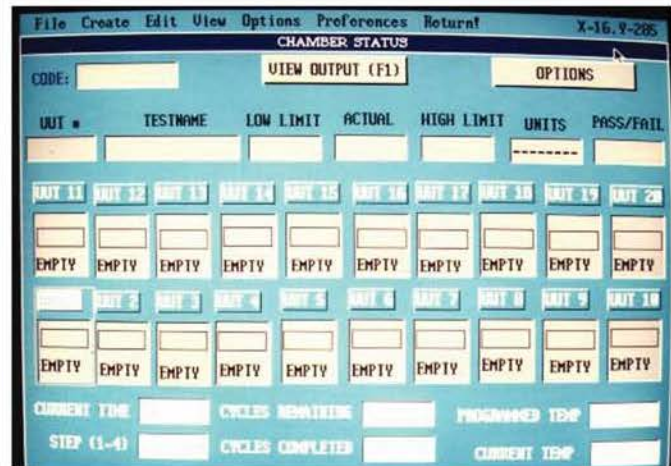 File Create Edit View Options Preferences Return!
CHAMBER STATUS
CODE: VIEW OUTPUT (F1) OPTIONS
UUT # TESTNAME LOW LIMIT ACTUAL HIGH LIMIT UNITS PASS/FAIL
--------
UUT 11 UUT 12 UUT 13 UUT 14 UUT 15 UUT 16 UUT 17 UUT 18 UUT 19 UUT 20
EMPTY EMPTY EMPTY EMPTY EMPTY EMPTY EMPTY EMPTY EMPTY EMPTY
UUT 2 UUT 3 UUT 4 UUT 5 UUT 6 UUT 7 UUT 8 UUT 9 UUT 10
EMPTY EMPTY EMPTY EMPTY EMPTY EMPTY EMPTY EMPTY EMPTY EMPTY
CURRENT TIME CYCLES REMAINING PROGRAMMED TEMP
STEP (1-4) CYCLES COMPLETED CURRENT TEMP